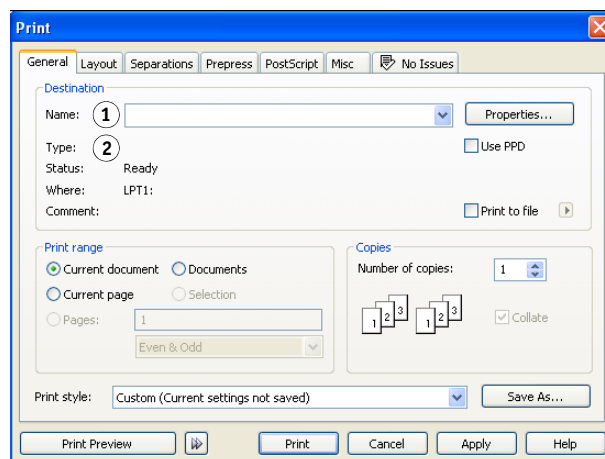 Print
General Layout Separations Prepress PostScript Misc No Issues
Destination
Name: 1 Properties...
Type: 2 Use PPD
Status: Ready
Where: LPT1:
Comment: Print to file
Print range
Current document Documents
Current page Selection
Pages: 1
Even & Odd
Copies
Number of copies: 1
1 2 3 1 2 3 Collate
Print style: Custom (Current settings not saved) Save As...
Print Preview Print Cancel Apply Help